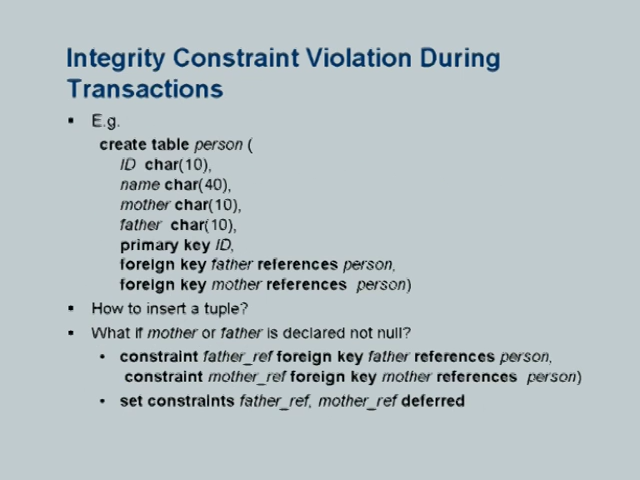 Integrity Constraint Violation During
Transactions
▪ E.g.
create table person (
ID char(10),
name char(40),
mother char(10),
father char(10),
primary key ID,
foreign key father references person,
foreign key mother references person)
▪ How to insert a tuple?
▪ What if mother or father is declared not null?
• constraint father_ref foreign key father references person,
constraint mother_ref foreign key mother references person)
• set constraints father_ref, mother_ref deferred